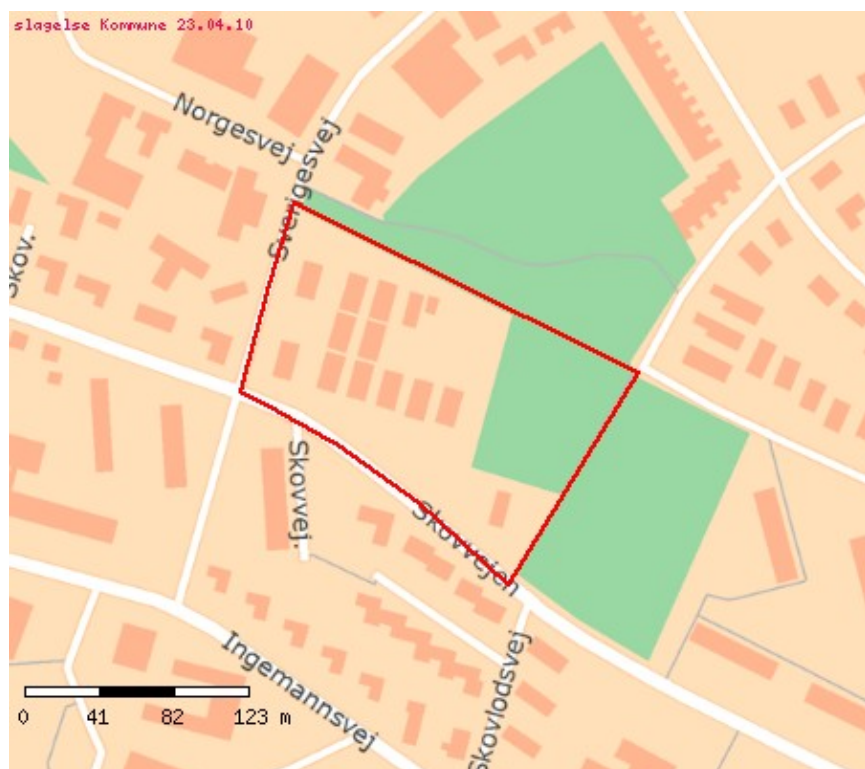 slagelse Kommune 23.04.10
Norgesvej
Sverigesvej
Skov.
Skovvej.
Skovvejen
Ingemannsvej
Skovlodsvej
0 41 82 123 m